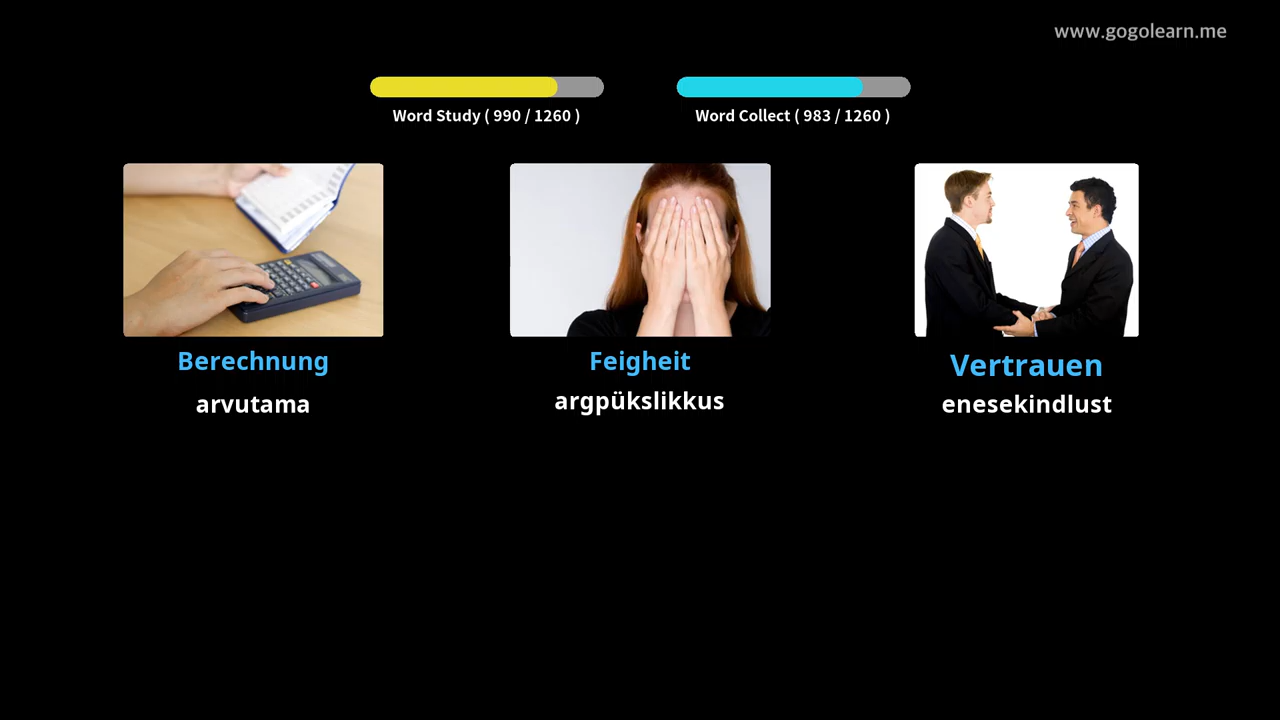 www.gogolearn.me
Word Study ( 990 / 1260 )
Word Collect ( 983 / 1260 )
Berechnung
Feigheit
Vertrauen
arvutama
argpükslikkus
enesekindlust